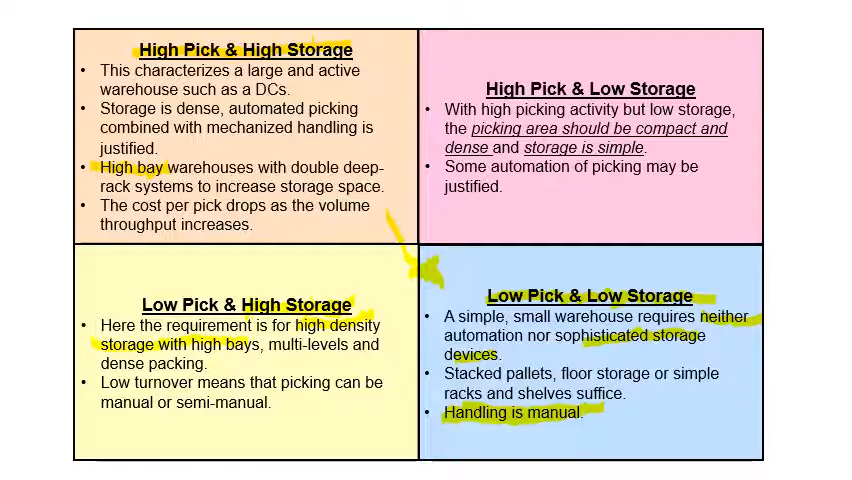 High Pick & High Storage
• This characterizes a large and active
warehouse such as a DCs.
• Storage is dense, automated picking
combined with mechanized handling is
justified.
• High bay warehouses with double deep-
rack systems to increase storage space.
• The cost per pick drops as the volume
throughput increases.
High Pick & Low Storage
• With high picking activity but low storage,
the picking area should be compact and
dense and storage is simple.
• Some automation of picking may be
justified.
Low Pick & High Storage
• Here the requirement is for high density
storage with high bays, multi-levels and
dense packing.
• Low turnover means that picking can be
manual or semi-manual.
Low Pick & Low Storage
• A simple, small warehouse requires neither
automation nor sophisticated storage
devices.
• Stacked pallets, floor storage or simple
racks and shelves suffice.
• Handling is manual.